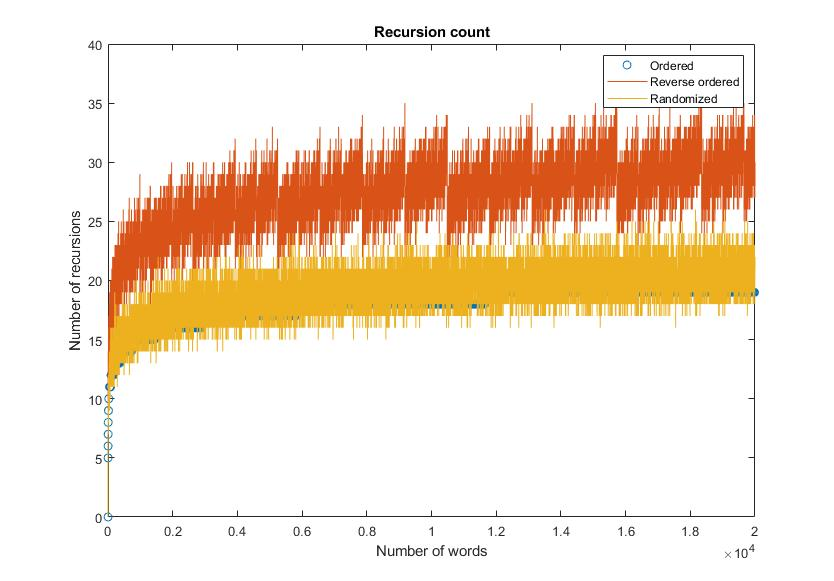 Recursion count
Ordered
Reverse ordered
Randomized
40
35
30
25
20
15
10
5
0
Number of recursions
0 0.2 0.4 0.6 0.8 1 1.2 1.4 1.6 1.8 2
×10⁴
Number of words